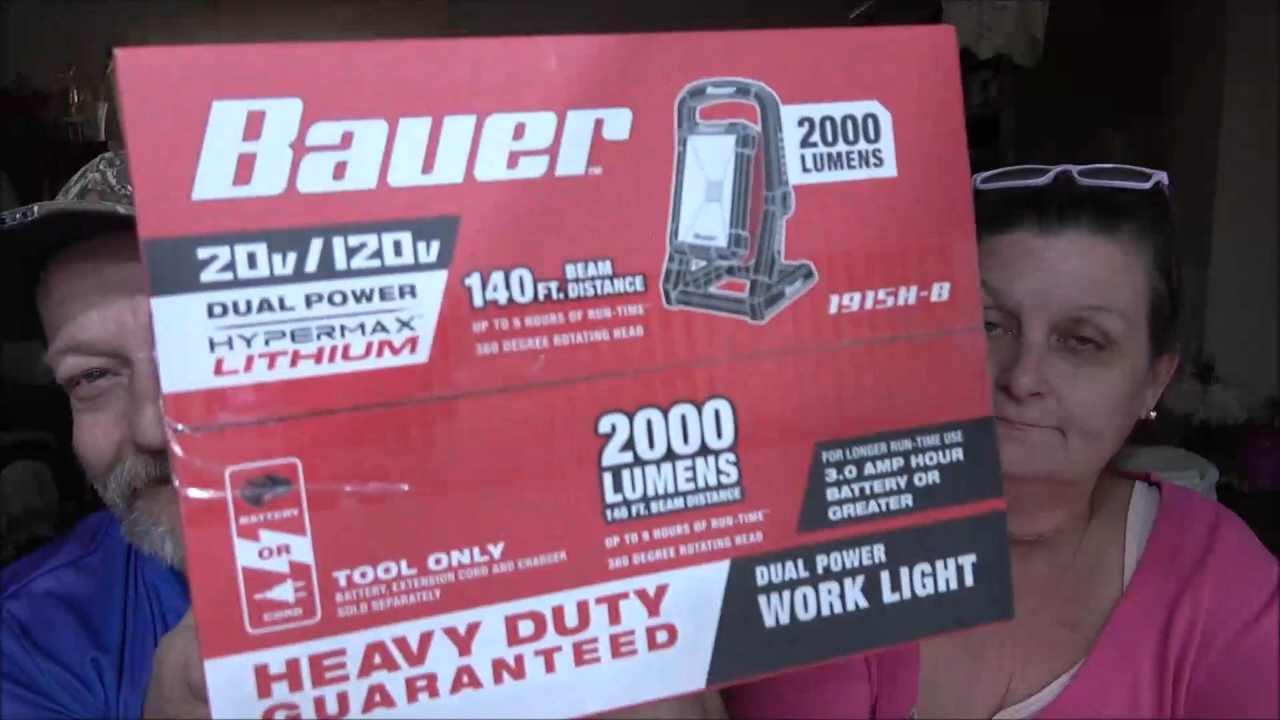 Bauer™
2000
LUMENS
Bauer
20v/120v
DUAL POWER
HYPERMAX
LITHIUM
140 FT. BEAM DISTANCE
UP TO 9 HOURS OF RUN-TIME
360 DEGREE ROTATING HEAD
1915H-B
2000
LUMENS
140 FT. BEAM DISTANCE
UP TO 9 HOURS OF RUN-TIME
360 DEGREE ROTATING HEAD
FOR LONGER RUN-TIME USE
3.0 AMP HOUR
BATTERY OR
GREATER
BATTERY
OR
CORD
TOOL ONLY
BATTERY, EXTENSION CORD AND CHARGER
SOLD SEPARATELY
HEAVY DUTY
GUARANTEED
DUAL POWER
WORK LIGHT